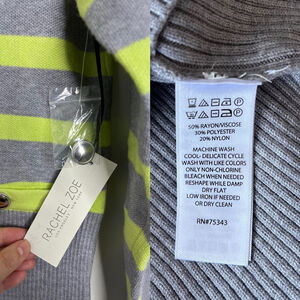 RACHEL ZOE
50% RAYON/VISCOSE
30% POLYESTER
20% NYLON
MACHINE WASH
COOL- DELICATE CYCLE
WASH WITH LIKE COLORS
ONLY NON-CHLORINE
BLEACH WHEN NEEDED
RESHAPE WHILE DAMP
DRY FLAT
LOW IRON IF NEEDED
OR DRY CLEAN
RN#75343